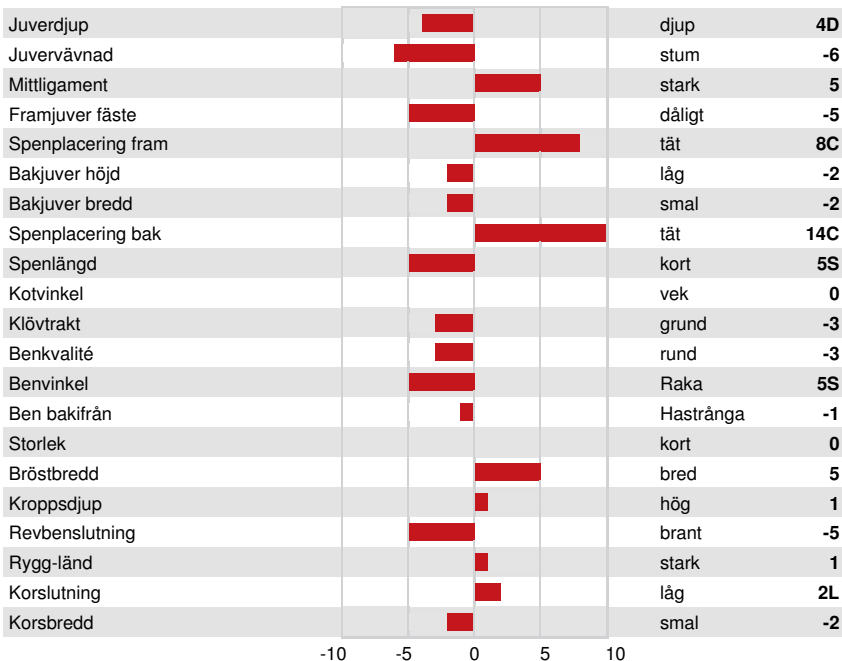 Juverdjup djup 4D
Juvervävnad stum -6
Mittligament stark 5
Framjuver fäste dåligt -5
Spenplacering fram tät 8C
Bakjuver höjd låg -2
Bakjuver bredd smal -2
Spenplacering bak tät 14C
Spenlängd kort 5S
Kotvinkel vek 0
Klövtrakt grund -3
Benkvalité rund -3
Benvinkel Raka 5S
Ben bakifrån Hastrånga -1
Storlek kort 0
Bröstbredd bred 5
Kroppsdjup hög 1
Revbenslutning brant -5
Rygg-länd stark 1
Korslutning låg 2L
Korsbredd smal -2
-10 -5 0 5 10